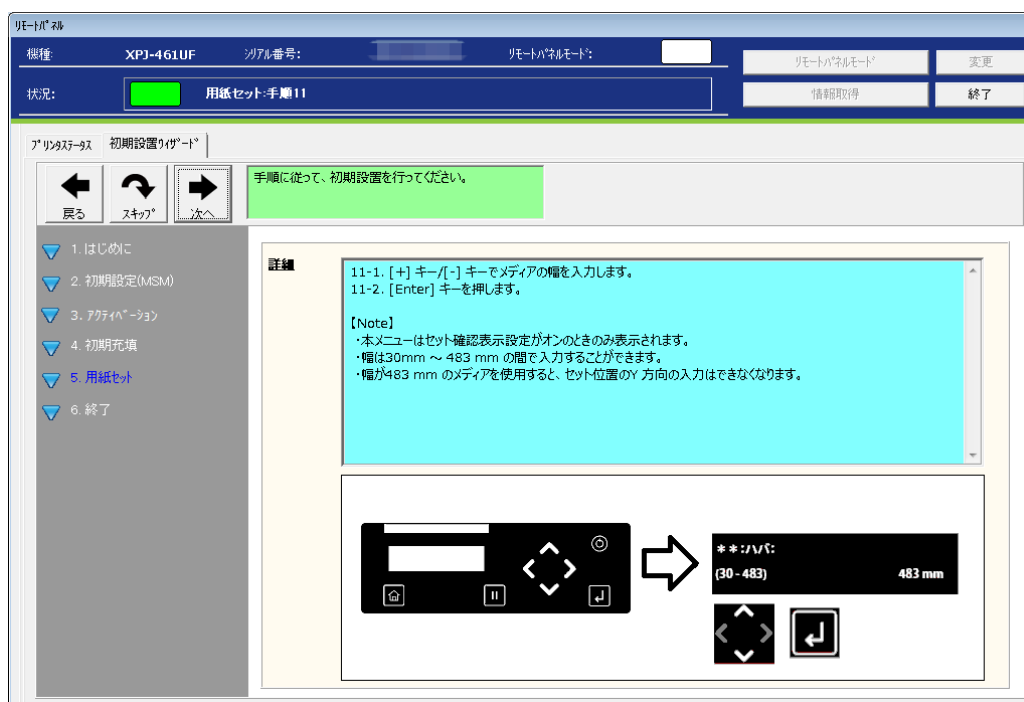 リモートパネル
機種: XPJ-461UF シリアル番号: リモートパネルモード:
リモートパネルモード 変更
状況: 用紙セット:手順11
情報取得 終了
プリンタステータス 初期設置ウィザード
戻る スキップ 次へ
手順に従って、初期設置を行ってください。
1. はじめに
2. 初期設定(MSM)
3. アクティベーション
4. 初期充填
5. 用紙セット
6. 終了
詳細
11-1. [+] キー/[-] キーでメディアの幅を入力します。
11-2. [Enter] キーを押します。
【Note】
・本メニューはセット確認表示設定がオンのときのみ表示されます。
・幅は30mm ～ 483 mm の間で入力することができます。
・幅が483 mm のメディアを使用すると、セット位置のY 方向の入力はできなくなります。
＊＊:ハバ:
(30 - 483) 483 mm